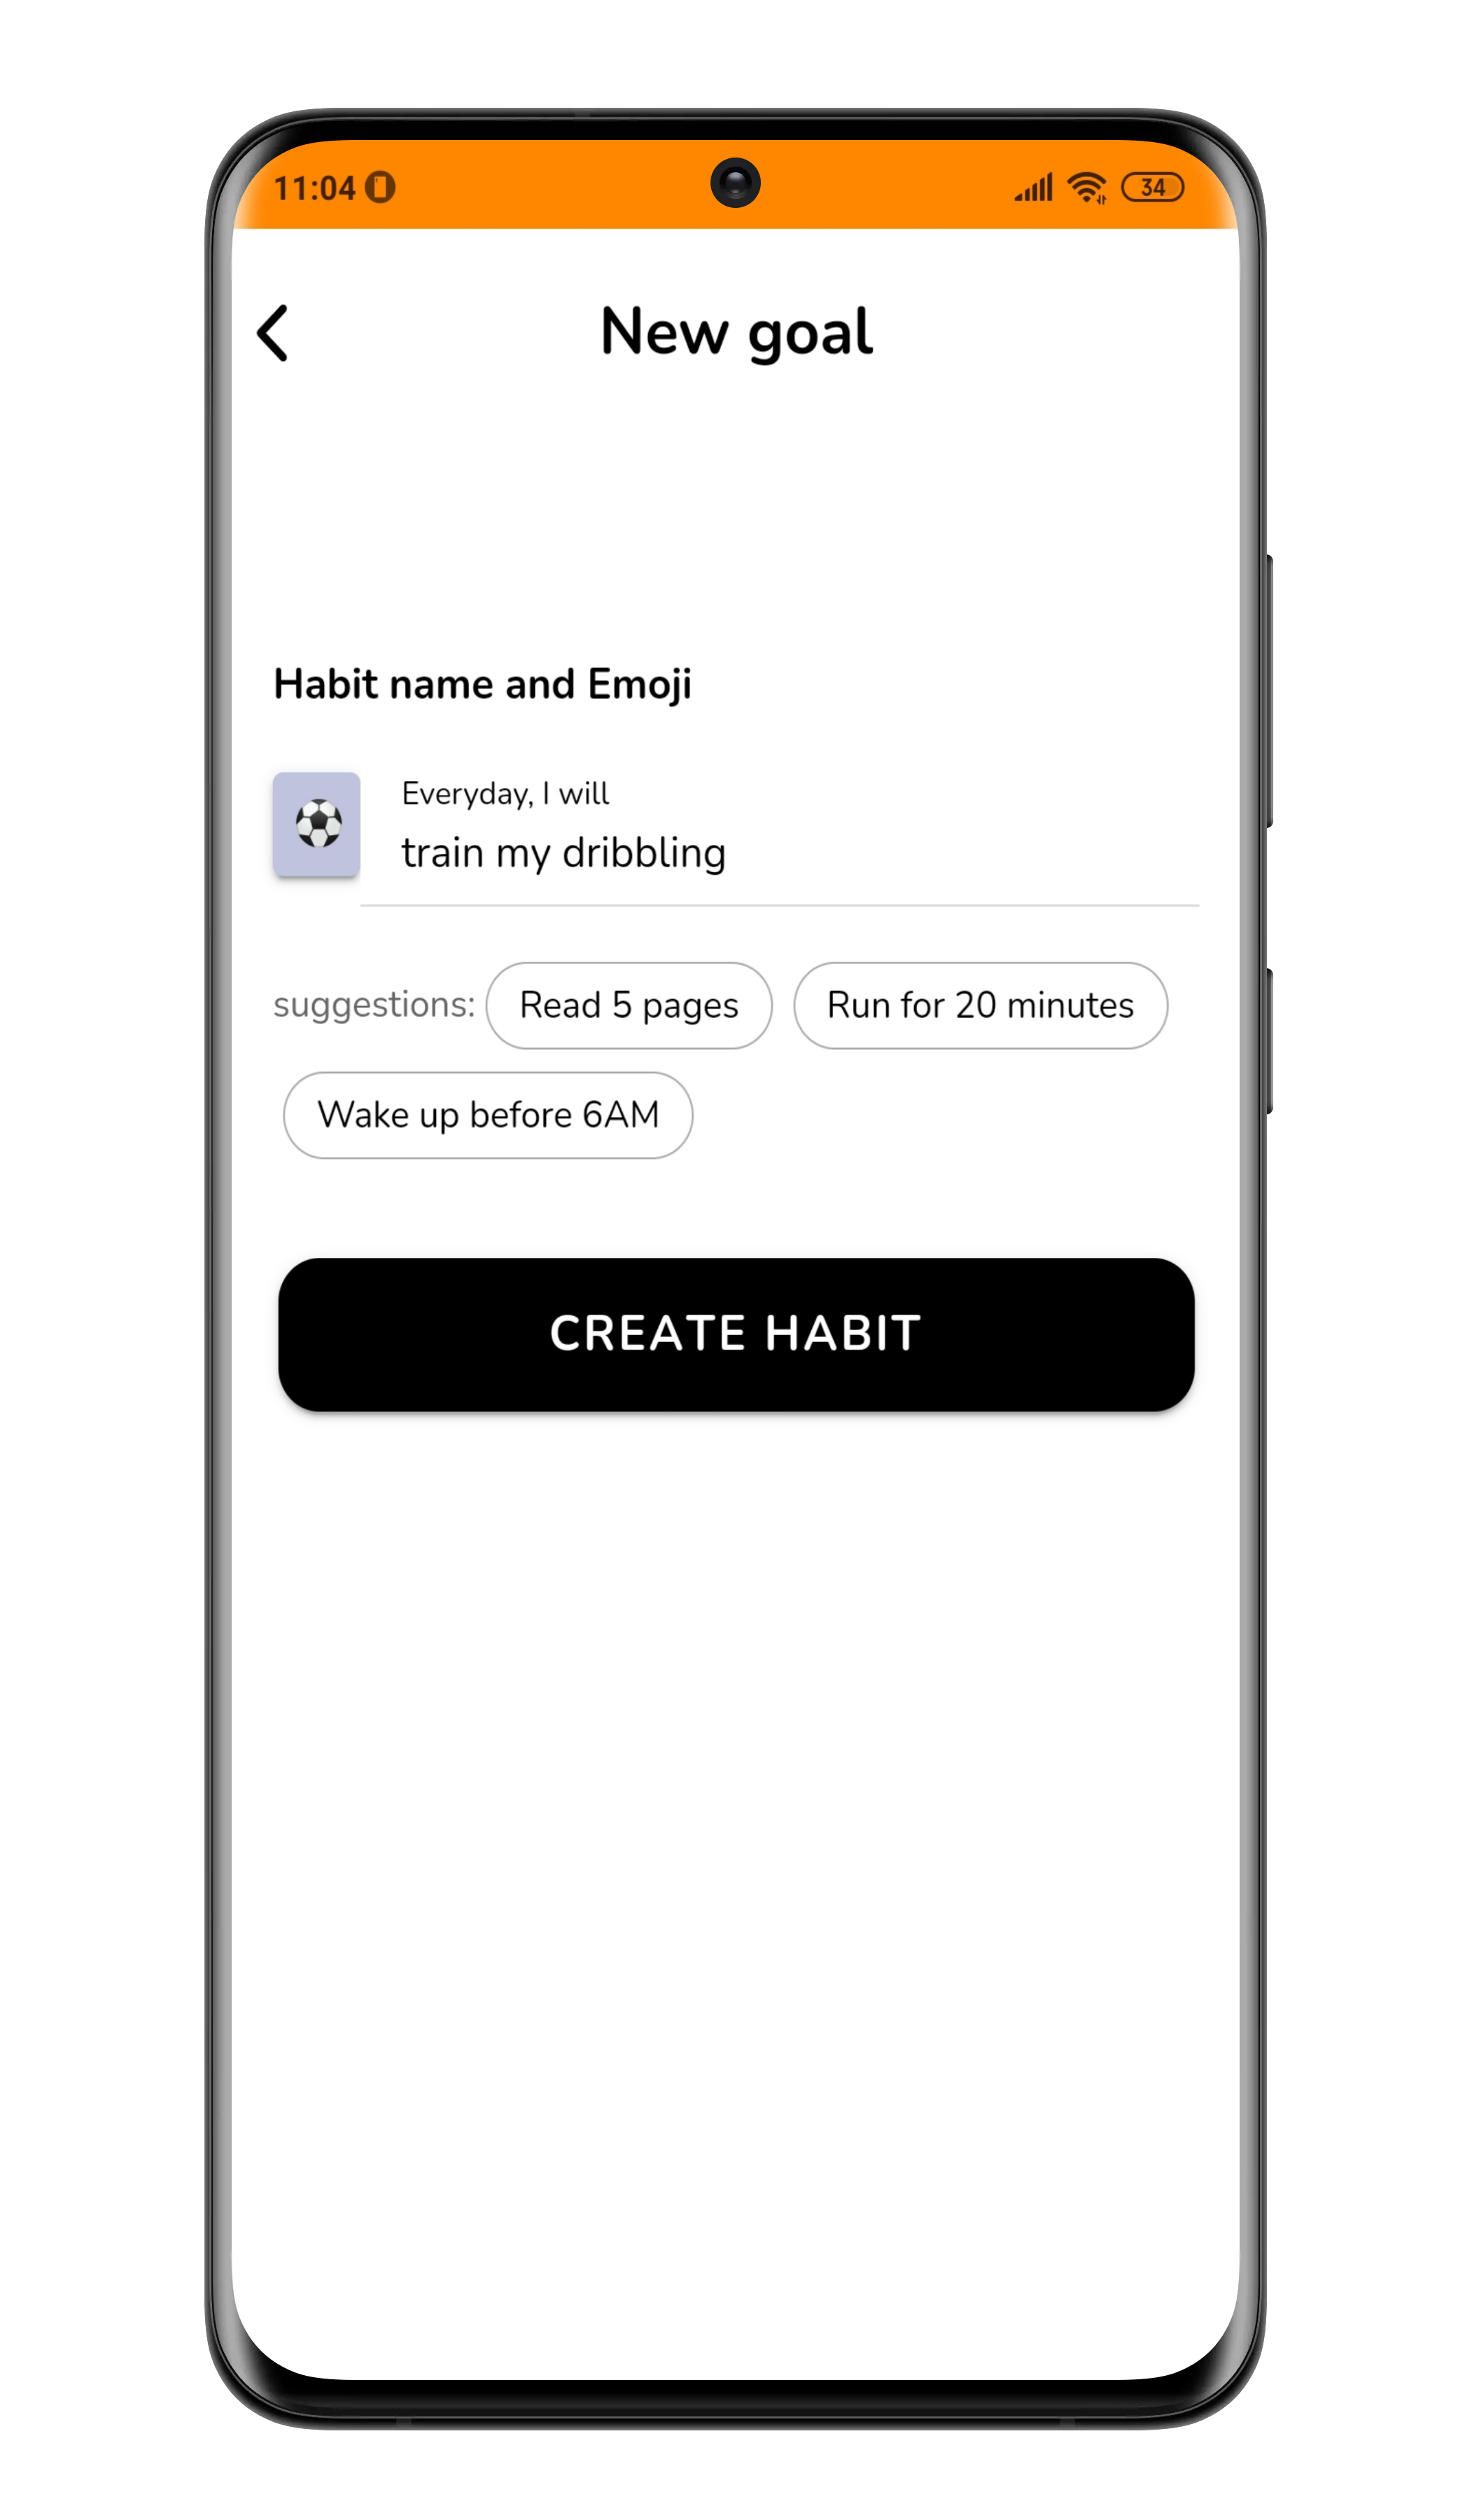 11:04 34
New goal
Habit name and Emoji
Everyday, I will
train my dribbling
suggestions: Read 5 pages Run for 20 minutes
Wake up before 6AM
CREATE HABIT